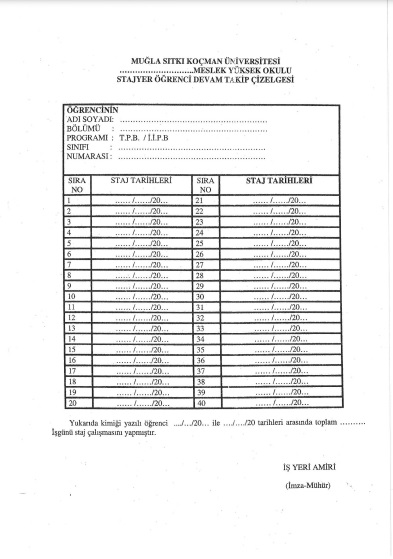 MUĞLA SITKI KOÇMAN ÜNİVERSİTESİ
............................MESLEK YÜKSEK OKULU
STAJYER ÖĞRENCİ DEVAM TAKİP ÇİZELGESİ
ÖĞRENCİNİN
ADI SOYADI: ........................................................
BÖLÜMÜ : ........................................................
PROGRAMI : T.P.B. / İ.İ.P.B
SINIFI : ........................................................
NUMARASI : ........................................................
SIRA NO STAJ TARİHLERİ SIRA NO STAJ TARİHLERİ
1 ...... /....../20... 21 ...... /....../20...
2 ...... /....../20... 22 ...... /....../20...
3 ...... /....../20... 23 ...... /....../20...
4 ...... /....../20... 24 ...... /....../20...
5 ...... /....../20... 25 ...... /....../20...
6 ...... /....../20... 26 ...... /....../20...
7 ...... /....../20... 27 ...... /....../20...
8 ...... /....../20... 28 ...... /....../20...
9 ...... /....../20... 29 ...... /....../20...
10 ...... /....../20... 30 ...... /....../20...
11 ...... /....../20... 31 ...... /....../20...
12 ...... /....../20... 32 ...... /....../20...
13 ...... /....../20... 33 ...... /....../20...
14 ...... /....../20... 34 ...... /....../20...
15 ...... /....../20... 35 ...... /....../20...
16 ...... /....../20... 36 ...... /....../20...
17 ...... /....../20... 37 ...... /....../20...
18 ...... /....../20... 38 ...... /....../20...
19 ...... /....../20... 39 ...... /....../20...
20 ...... /....../20... 40 ...... /....../20...
Yukarıda kimiği yazılı öğrenci ..../.../20... ile ..../..../20 tarihleri arasında toplam ..........
İşgünü staj çalışmasını yapmıştır.
İŞ YERİ AMİRİ
(İmza-Mühür)